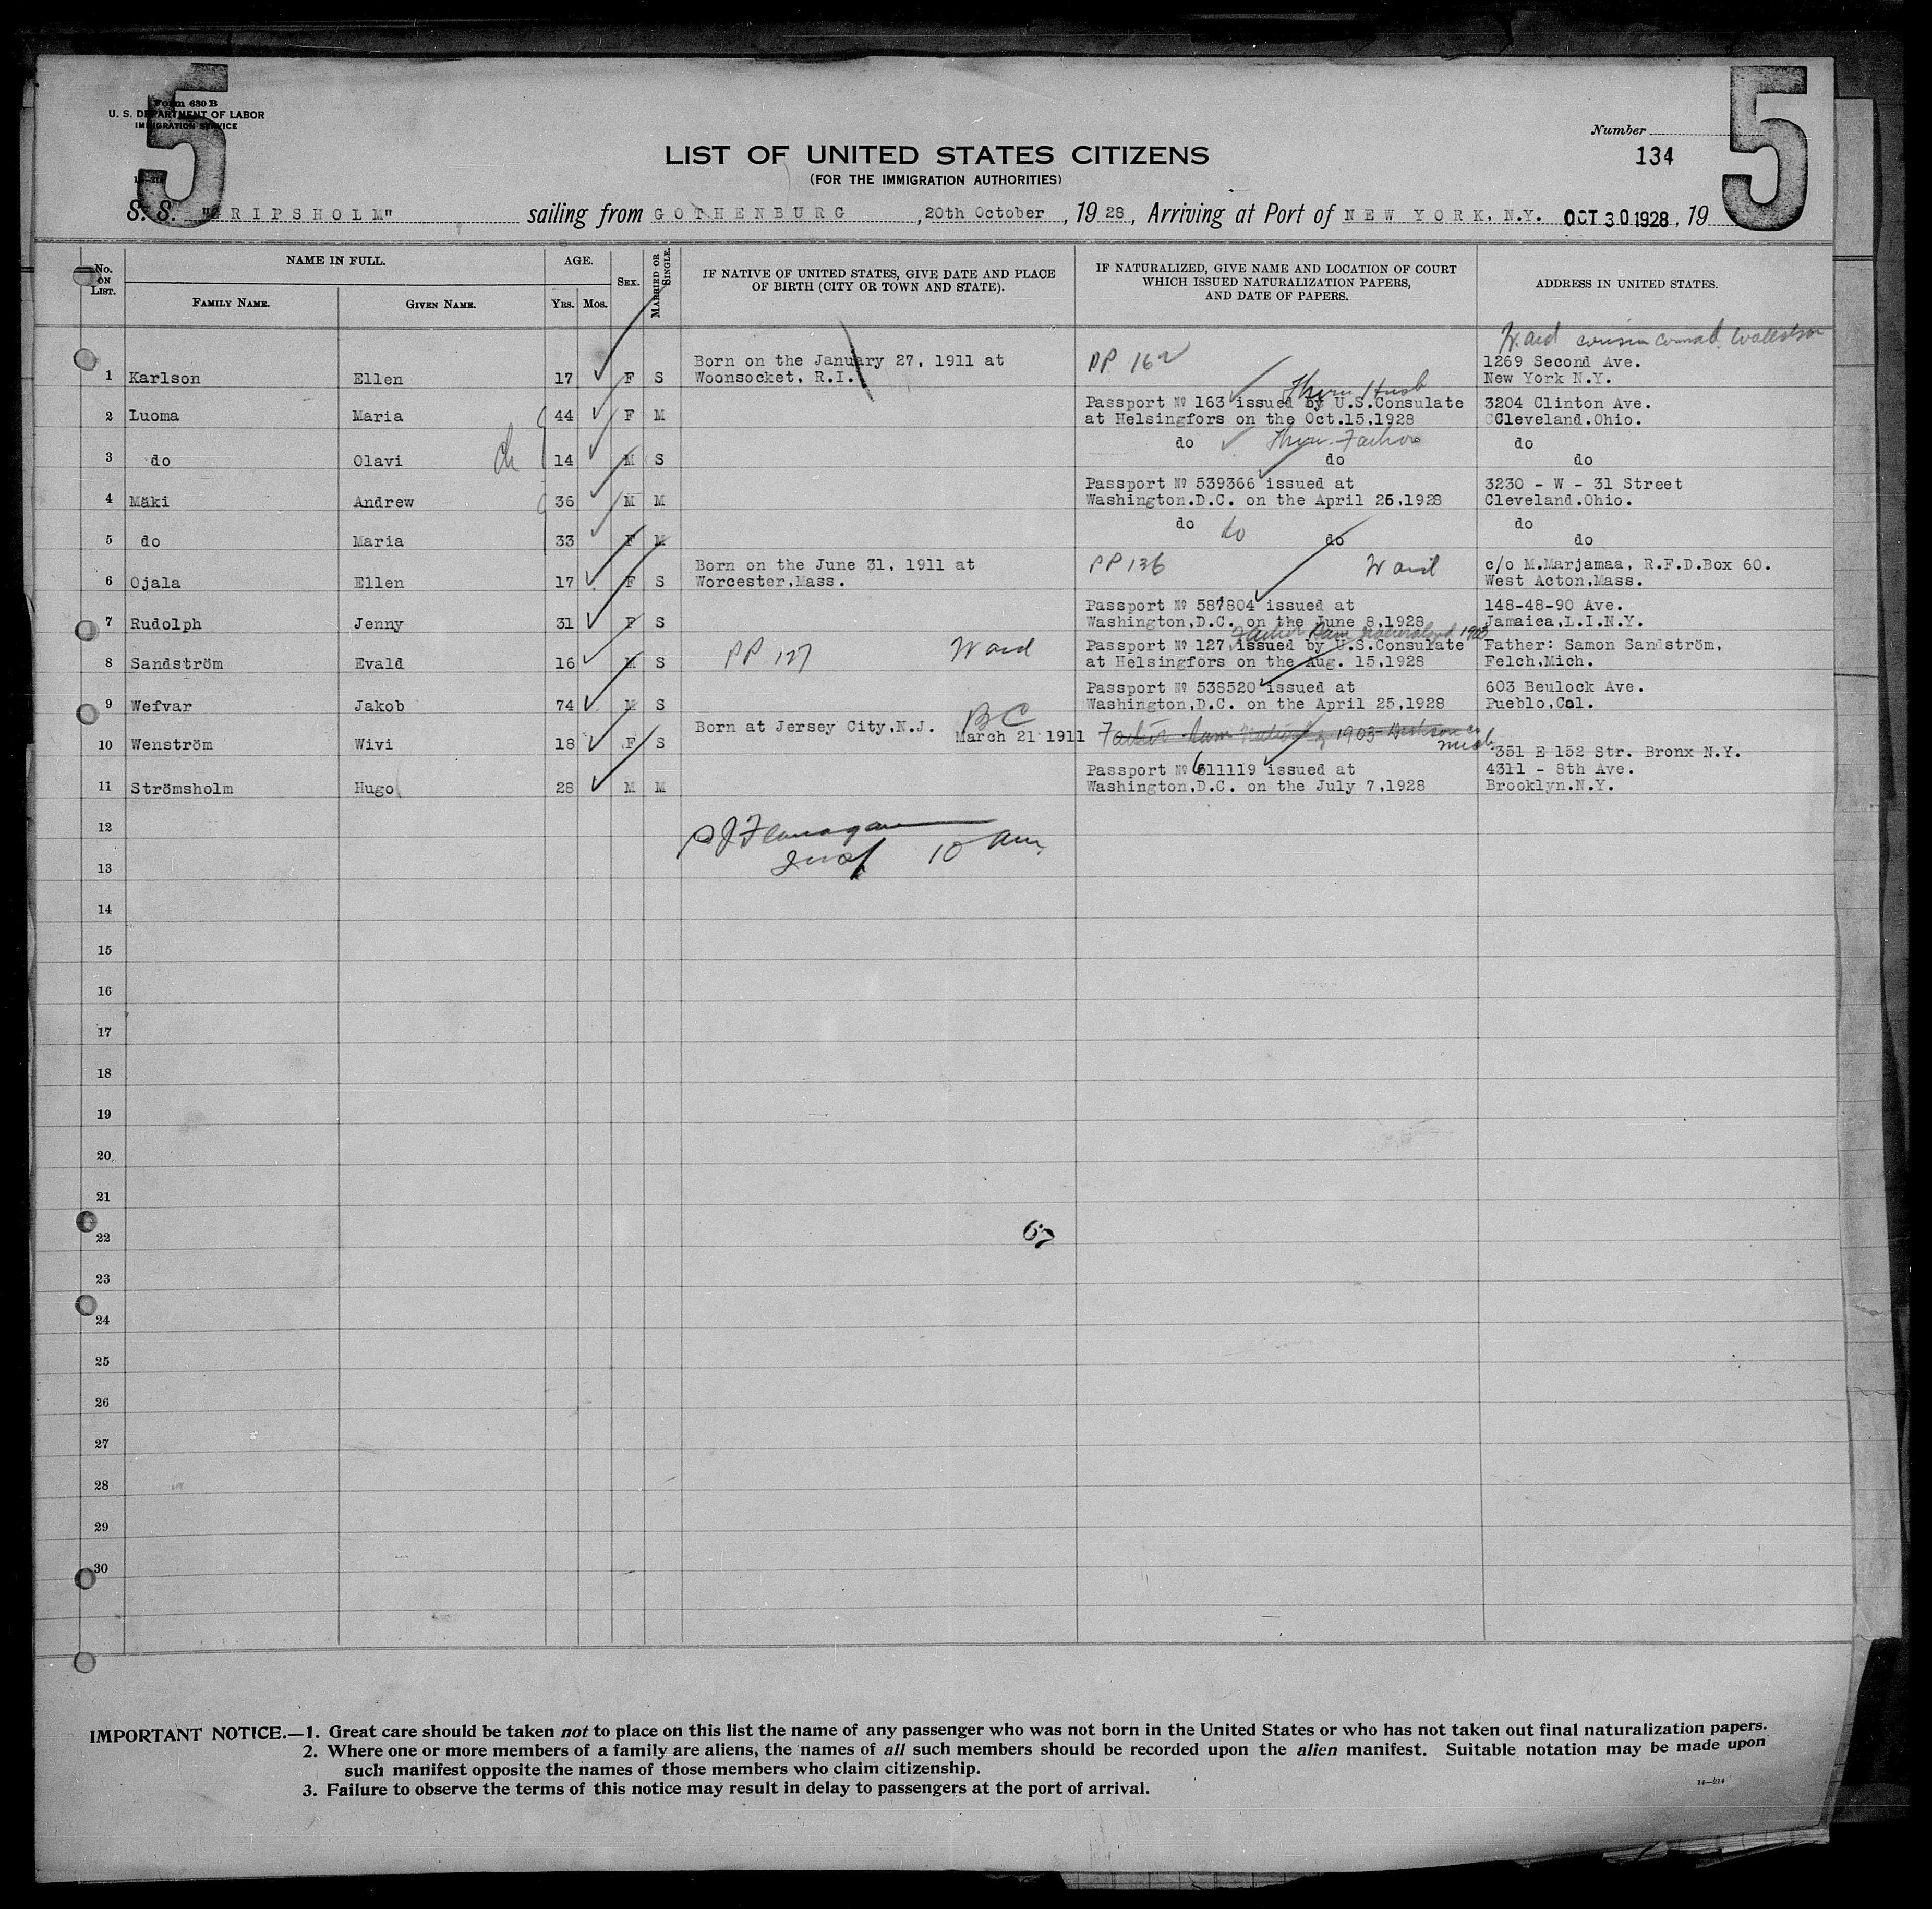 5
5
Form 630 B
U. S. DEPARTMENT OF LABOR
IMMIGRATION SERVICE
Number
134
LIST OF UNITED STATES CITIZENS
(FOR THE IMMIGRATION AUTHORITIES)
S. S. "GRIPSHOLM" sailing from GOTHENBURG, 20th October, 1928, Arriving at Port of NEW YORK, N.Y. OCT 30 1928, 19
No. ON LIST. NAME IN FULL. AGE. SEX. MARRIED OR SINGLE. IF NATIVE OF UNITED STATES, GIVE DATE AND PLACE OF BIRTH (CITY OR TOWN AND STATE). IF NATURALIZED, GIVE NAME AND LOCATION OF COURT WHICH ISSUED NATURALIZATION PAPERS, AND DATE OF PAPERS. ADDRESS IN UNITED STATES.
FAMILY NAME. GIVEN NAME. YRS. MOS.
Ward cousin
Born on the January 27, 1911 at PP 162 1269 Second Ave.
1 Karlson Ellen 17 F S Woonsocket, R.I. New York N.Y.
Thru Husb
Passport № 163 issued by U.S.Consulate 3204 Clinton Ave.
2 Luoma Maria 44 F M at Helsingfors on the Oct.15,1928 Cleveland.Ohio.
do Thru Father do
3 do Olavi ch 14 M S do do
Passport № 539366 issued at 3230 - W - 31 Street
4 Mäki Andrew 36 M M Washington.D.C. on the April 26,1928 Cleveland.Ohio.
do do do
5 do Maria 33 F M do do
Born on the June 31, 1911 at PP 136 Ward c/o M.Marjamaa, R.F.D.Box 60.
6 Ojala Ellen 17 F S Worcester,Mass. West Acton,Mass.
Passport № 587804 issued at 148-48-90 Ave.
7 Rudolph Jenny 31 F S Washington,D.C. on the June 8,1928 Jamaica,L.I.N.Y.
Father 1903
PP 127 Ward Passport № 127 issued by U.S.Consulate Father: Samon Sandström,
8 Sandström Evald 16 M S at Helsingfors on the Aug. 15,1928 Felch,Mich.
Passport № 538520 issued at 603 Beulock Ave.
9 Wefvar Jakob 74 M S Washington,D.C. on the April 25,1928 Pueblo,Col.
Born at Jersey City,N.J. BC
March 21 1911 Father 1903 Mich.
10 Wenström Wivi 18 F S 351 E 152 Str. Bronx N.Y.
Passport № 611119 issued at 4311 - 8th Ave.
11 Strömsholm Hugo 28 M M Washington,D.C. on the July 7,1928 Brooklyn.N.Y.
12 Flanagan
Insp 10 am
13
14
15
16
17
18
19
20
21
22 67
23
24
25
26
27
28
29
30
IMPORTANT NOTICE.—1. Great care should be taken not to place on this list the name of any passenger who was not born in the United States or who has not taken out final naturalization papers.
2. Where one or more members of a family are aliens, the names of all such members should be recorded upon the alien manifest. Suitable notation may be made upon
such manifest opposite the names of those members who claim citizenship.
3. Failure to observe the terms of this notice may result in delay to passengers at the port of arrival.